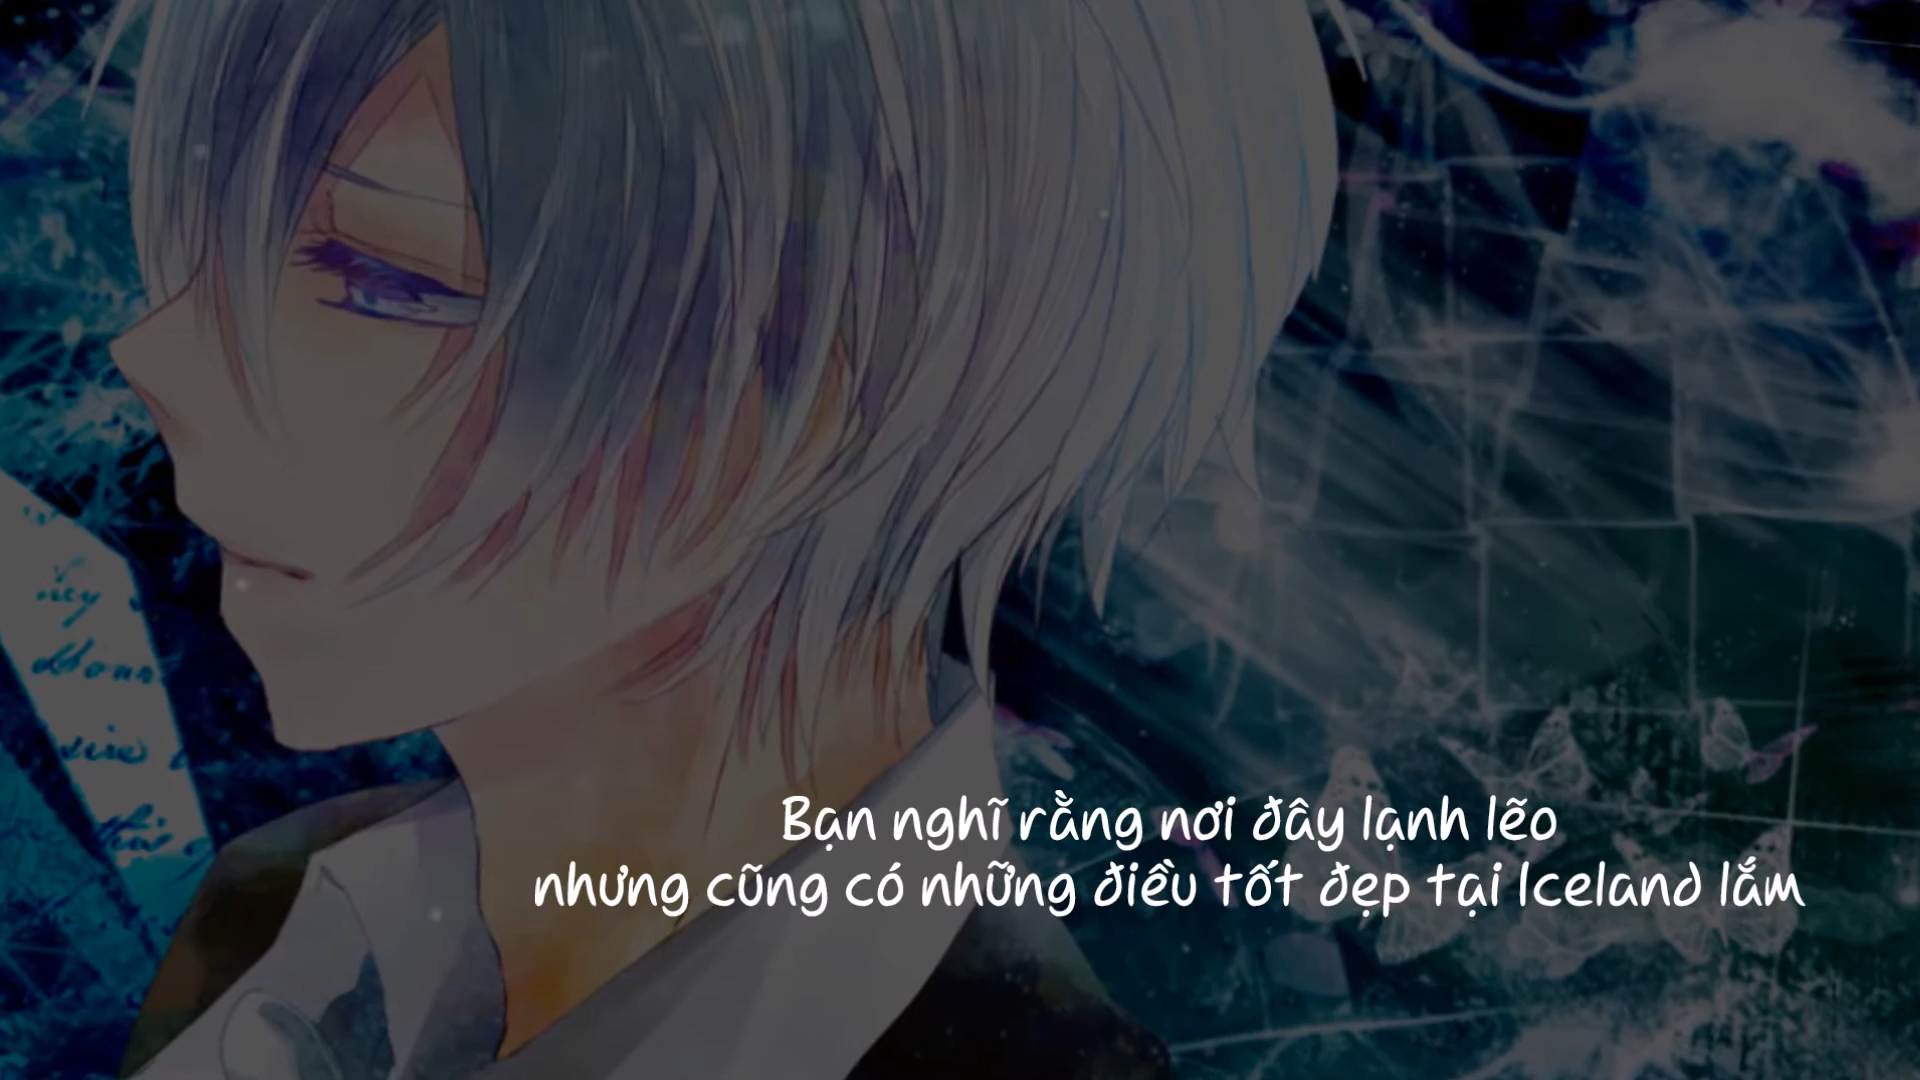 Bạn nghĩ rằng nơi đây lạnh lẽo
nhưng cũng có những điều tốt đẹp tại Iceland lắm